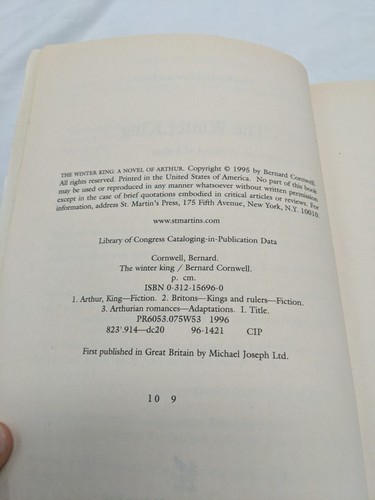 THE WINTER KING: A NOVEL OF ARTHUR. Copyright © 1995 by Bernard Cornwell.
All rights reserved. Printed in the United States of America. No part of this book
may be used or reproduced in any manner whatsoever without written permission
except in the case of brief quotations embodied in critical articles or reviews. For
information, address St. Martin's Press, 175 Fifth Avenue, New York, N.Y. 10010.
www.stmartins.com
Library of Congress Cataloging-in-Publication Data
Cornwell, Bernard.
The winter king / Bernard Cornwell.
p. cm.
ISBN 0-312-15696-0
1. Arthur, King—Fiction. 2. Britons—Kings and rulers—Fiction.
3. Arthurian romances—Adaptations. I. Title.
PR6053.075W53 1996
823'.914—dc20 96-1421 CIP
First published in Great Britain by Michael Joseph Ltd.
10 9